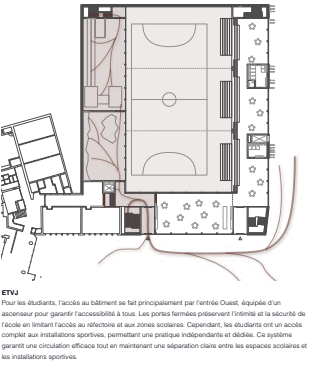 ETVJ
Pour les étudiants, l'accès au bâtiment se fait principalement par l'entrée Ouest, équipée d'un
ascenseur pour garantir l'accessibilité à tous. Les portes fermées préservent l'intimité et la sécurité de
l'école en limitant l'accès au réfectoire et aux zones scolaires. Cependant, les étudiants ont un accès
complet aux installations sportives, permettant une pratique indépendante et dédiée. Ce système
garantit une circulation efficace tout en maintenant une séparation claire entre les espaces scolaires et
les installations sportives.